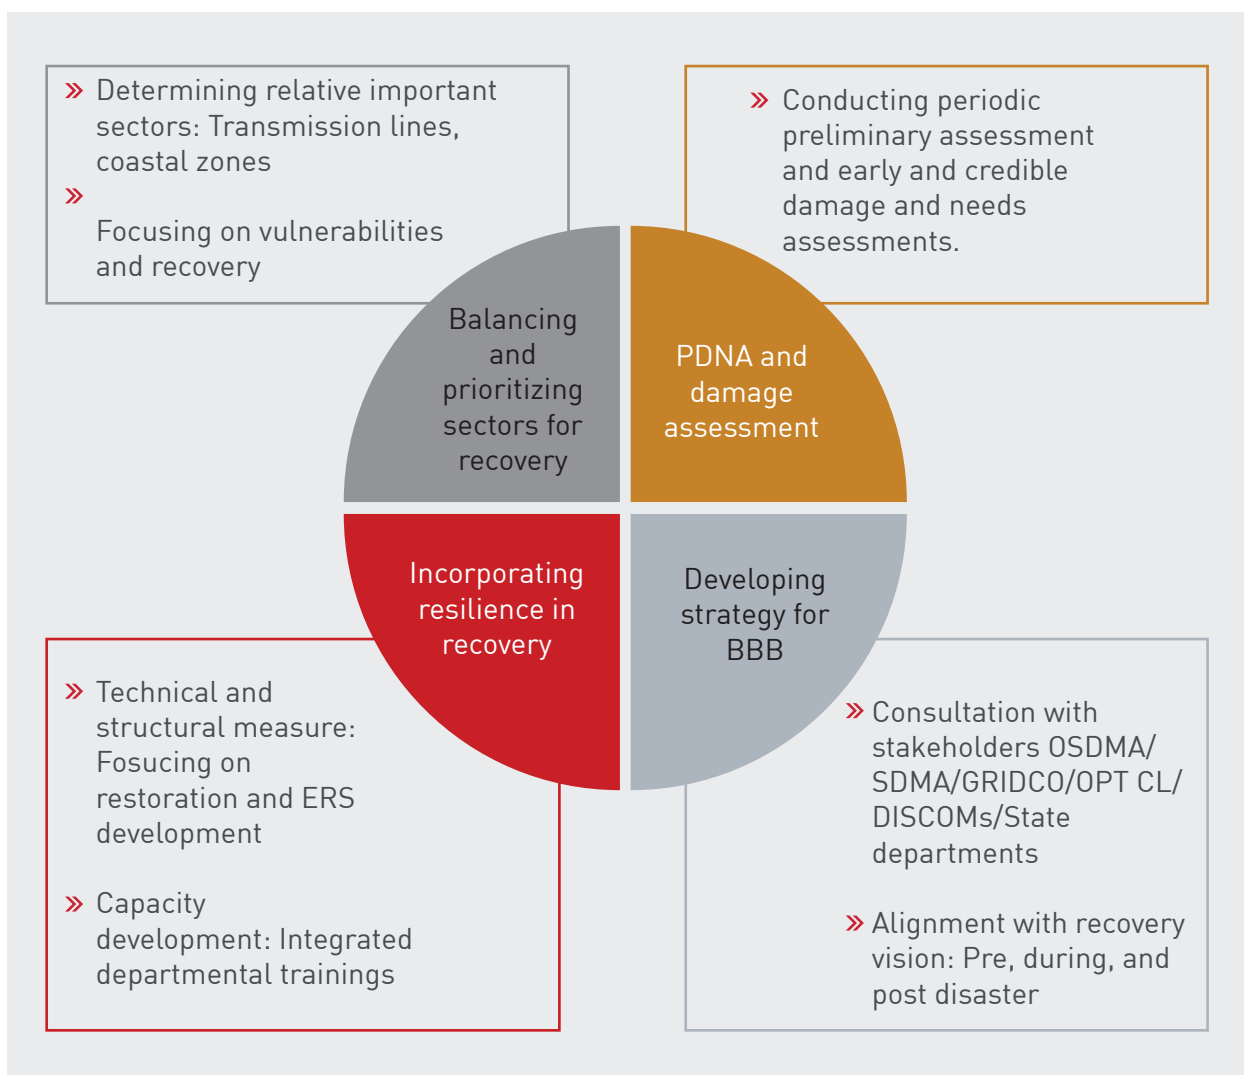 Determining relative important
sectors: Transmission lines,
coastal zones
Focusing on vulnerabilities
and recovery
Conducting periodic
preliminary assessment
and early and credible
damage and needs
assessments.
Balancing
and
prioritizing
sectors for
recovery
PDNA and
damage
assessment
Incorporating
resilience in
recovery
Developing
strategy for
BBB
Technical and
structural measure:
Fosucing on
restoration and ERS
development
Capacity
development: Integrated
departmental trainings
Consultation with
stakeholders OSDMA/
SDMA/GRIDCO/OPT CL/
DISCOMs/State
departments
Alignment with recovery
vision: Pre, during, and
post disaster